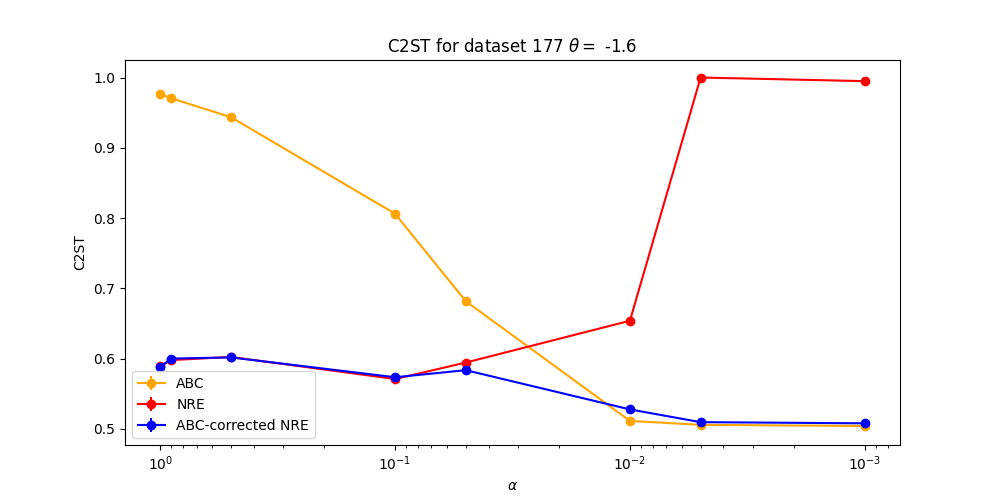 C2ST for dataset 177 θ = -1.6
C2ST
1.0
0.9
0.8
0.7
0.6
0.5
ABC
NRE
ABC-corrected NRE
10⁰
10⁻¹
10⁻²
10⁻³
α